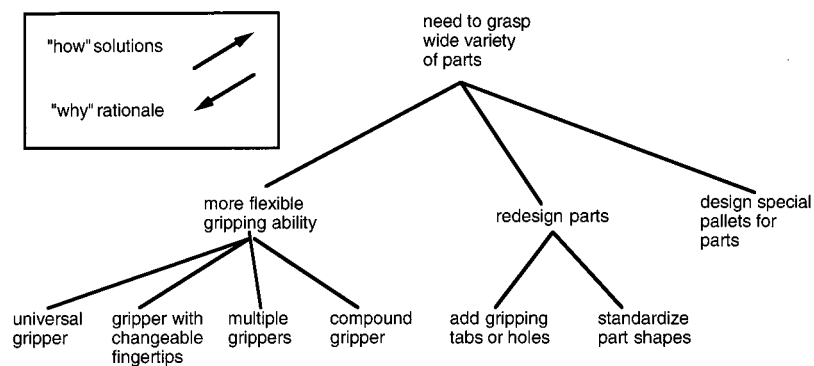 "how" solutions
"why" rationale
need to grasp
wide variety
of parts
more flexible
gripping ability
redesign parts
design special
pallets for
parts
universal
gripper
gripper with
changeable
fingertips
multiple
grippers
compound
gripper
add gripping
tabs or holes
standardize
part shapes